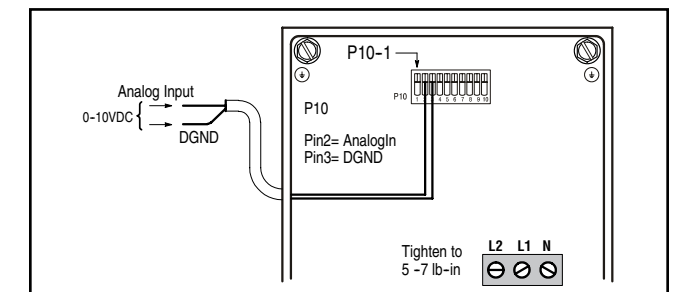 P10-1
Analog Input
0-10VDC
DGND
P10
1 2 3 4 5 6 7 8 9 10
P10
Pin2= AnalogIn
Pin3= DGND
Tighten to
5 -7 lb-in
L2 L1 N